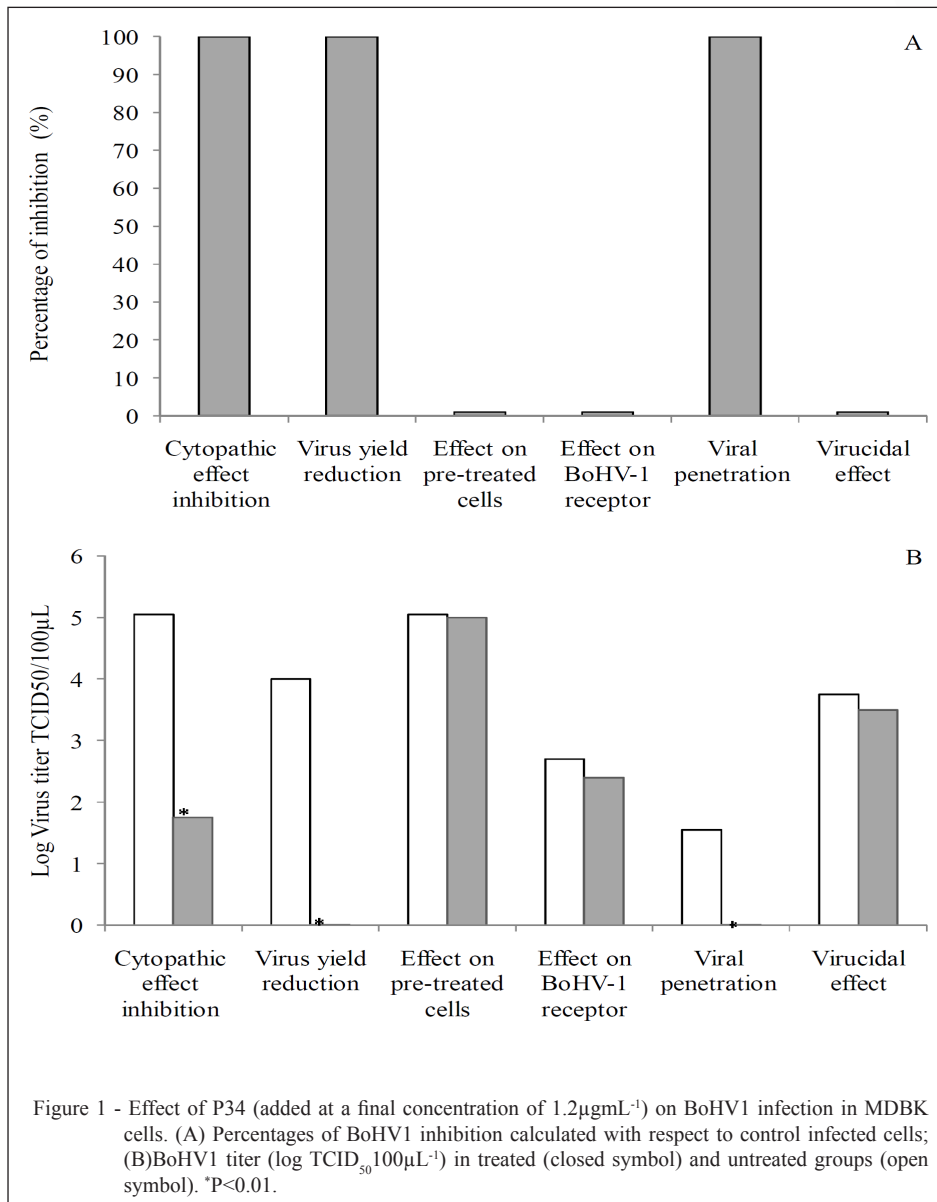 A
100
90
80
70
60
50
40
30
20
10
0
Percentage of inhibition (%)
Cytopathic
effect
inhibition
Virus yield
reduction
Effect on
pre-treated
cells
Effect on
BoHV-1
receptor
Viral
penetration
Virucidal
effect
B
6
5
4
3
2
1
0
Log Virus titer TCID50/100µL
*
*
*
Cytopathic
effect
inhibition
Virus yield
reduction
Effect on
pre-treated
cells
Effect on
BoHV-1
receptor
Viral
penetration
Virucidal
effect
Figure 1 - Effect of P34 (added at a final concentration of 1.2µgmL⁻¹) on BoHV1 infection in MDBK
cells. (A) Percentages of BoHV1 inhibition calculated with respect to control infected cells;
(B)BoHV1 titer (log TCID₅₀100µL⁻¹) in treated (closed symbol) and untreated groups (open
symbol). *P<0.01.